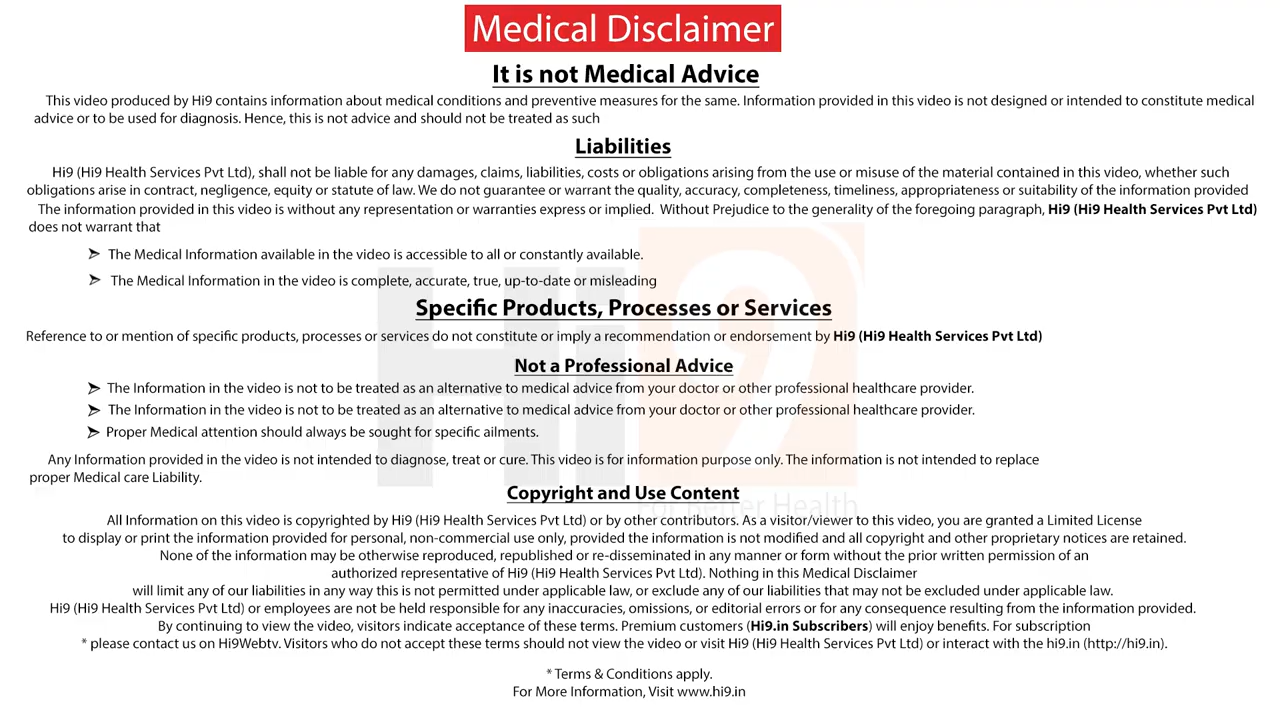 Medical Disclaimer
It is not Medical Advice
This video produced by Hi9 contains information about medical conditions and preventive measures for the same. Information provided in this video is not designed or intended to constitute medical
advice or to be used for diagnosis. Hence, this is not advice and should not be treated as such
Liabilities
Hi9 (Hi9 Health Services Pvt Ltd), shall not be liable for any damages, claims, liabilities, costs or obligations arising from the use or misuse of the material contained in this video, whether such
obligations arise in contract, negligence, equity or statute of law. We do not guarantee or warrant the quality, accuracy, completeness, timeliness, appropriateness or suitability of the information provided
The information provided in this video is without any representation or warranties express or implied. Without Prejudice to the generality of the foregoing paragraph, Hi9 (Hi9 Health Services Pvt Ltd)
does not warrant that
➢ The Medical Information available in the video is accessible to all or constantly available.
➢ The Medical Information in the video is complete, accurate, true, up-to-date or misleading
Specific Products, Processes or Services
Reference to or mention of specific products, processes or services do not constitute or imply a recommendation or endorsement by Hi9 (Hi9 Health Services Pvt Ltd)
Not a Professional Advice
➢ The Information in the video is not to be treated as an alternative to medical advice from your doctor or other professional healthcare provider.
➢ The Information in the video is not to be treated as an alternative to medical advice from your doctor or other professional healthcare provider.
➢ Proper Medical attention should always be sought for specific ailments.
Any Information provided in the video is not intended to diagnose, treat or cure. This video is for information purpose only. The information is not intended to replace
proper Medical care Liability.
Hi9
For Better Health
Copyright and Use Content
All Information on this video is copyrighted by Hi9 (Hi9 Health Services Pvt Ltd) or by other contributors. As a visitor/viewer to this video, you are granted a Limited License
to display or print the information provided for personal, non-commercial use only, provided the information is not modified and all copyright and other proprietary notices are retained.
None of the information may be otherwise reproduced, republished or re-disseminated in any manner or form without the prior written permission of an
authorized representative of Hi9 (Hi9 Health Services Pvt Ltd). Nothing in this Medical Disclaimer
will limit any of our liabilities in any way this is not permitted under applicable law, or exclude any of our liabilities that may not be excluded under applicable law.
Hi9 (Hi9 Health Services Pvt Ltd) or employees are not be held responsible for any inaccuracies, omissions, or editorial errors or for any consequence resulting from the information provided.
By continuing to view the video, visitors indicate acceptance of these terms. Premium customers (Hi9.in Subscribers) will enjoy benefits. For subscription
* please contact us on Hi9Webtv. Visitors who do not accept these terms should not view the video or visit Hi9 (Hi9 Health Services Pvt Ltd) or interact with the hi9.in (http://hi9.in).
* Terms & Conditions apply.
For More Information, Visit www.hi9.in